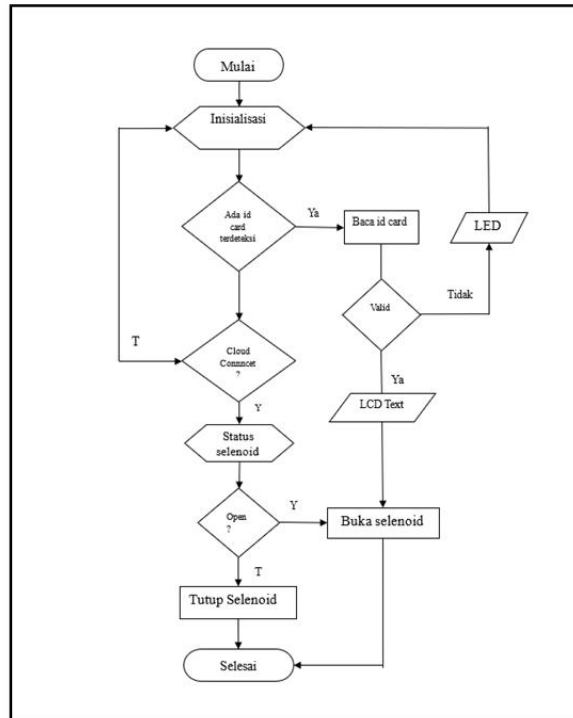 Mulai
Inisialisasi
Ada id
card
terdeteksi
Ya
Baca id card
LED
Valid
Tidak
T
Cloud
Connncet
?
Ya
Y
LCD Text
Status
selenoid
Open
?
Y
Buka selenoid
T
Tutup Selenoid
Selesai